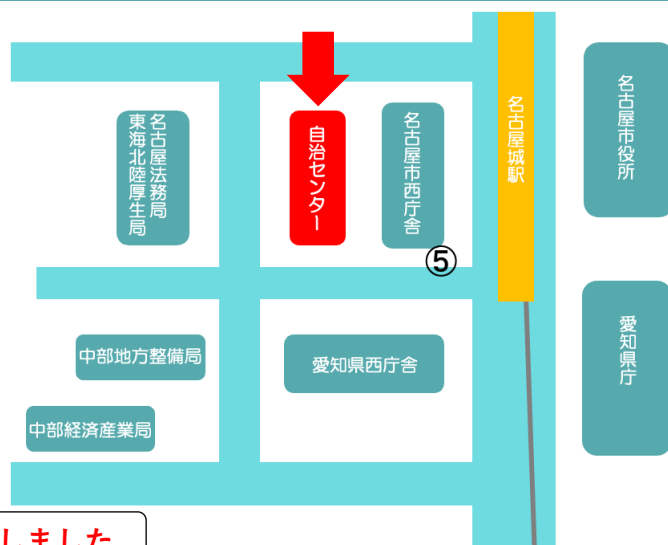 名古屋法務局
東海北陸厚生局
自治センター
名古屋市西庁舎
⑤
名古屋城駅
名古屋市役所
中部地方整備局
愛知県西庁舎
愛知県庁
中部経済産業局
しました